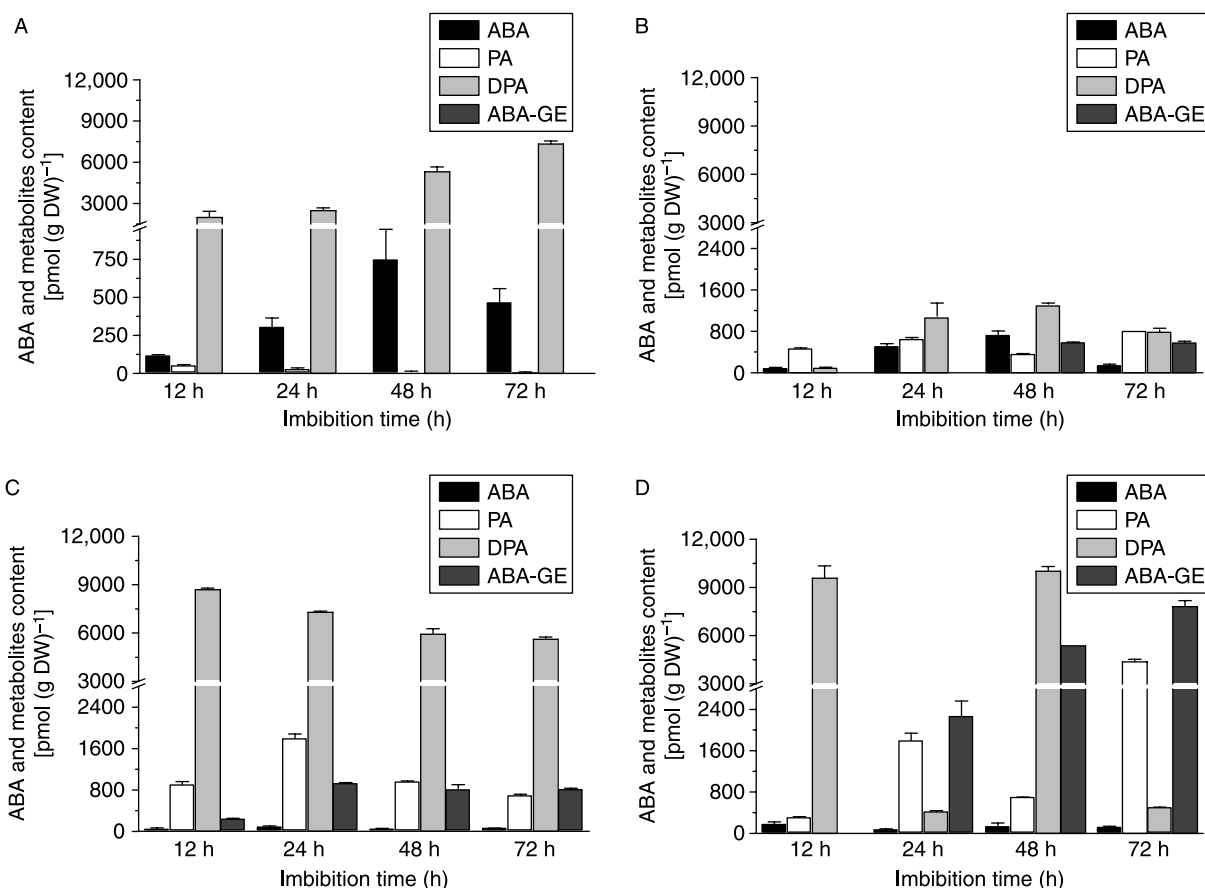 A
ABA
PA
DPA
ABA-GE
12,000
9000
6000
3000
750
500
250
0
ABA and metabolites content
[pmol (g DW)⁻¹]
12 h 24 h 48 h 72 h
Imbibition time (h)
B
ABA
PA
DPA
ABA-GE
12,000
9000
6000
3000
2400
1600
800
0
ABA and metabolites content
[pmol (g DW)⁻¹]
12 h 24 h 48 h 72 h
Imbibition time (h)
C
ABA
PA
DPA
ABA-GE
12,000
9000
6000
3000
2400
1600
800
0
ABA and metabolites content
[pmol (g DW)⁻¹]
12 h 24 h 48 h 72 h
Imbibition time (h)
D
ABA
PA
DPA
ABA-GE
12,000
9000
6000
3000
2400
1600
800
0
ABA and metabolites content
[pmol (g DW)⁻¹]
12 h 24 h 48 h 72 h
Imbibition time (h)